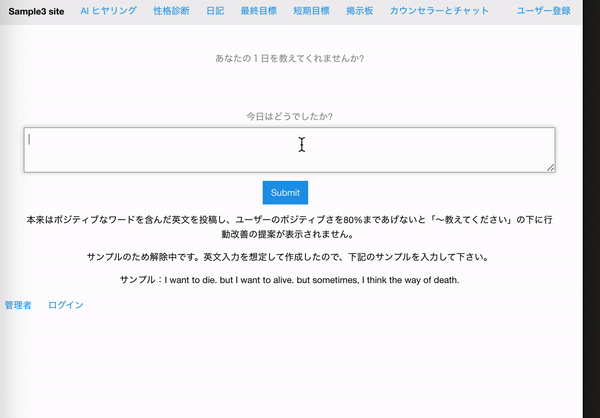 Sample3 site AI ヒヤリング 性格診断 日記 最終目標 短期目標 掲示板 カウンセラーとチャット ユーザー登録
あなたの１日を教えてくれませんか?
今日はどうでしたか?
Submit
本来はポジティブなワードを含んだ英文を投稿し、ユーザーのポジティブさを80%まであげないと「〜教えてください」の下に行
動改善の提案が表示されません。
サンプルのため解除中です。英文入力を想定して作成したので、下記のサンプルを入力して下さい。
サンプル：I want to die. but I want to alive. but sometimes, I think the way of death.
管理者 ログイン